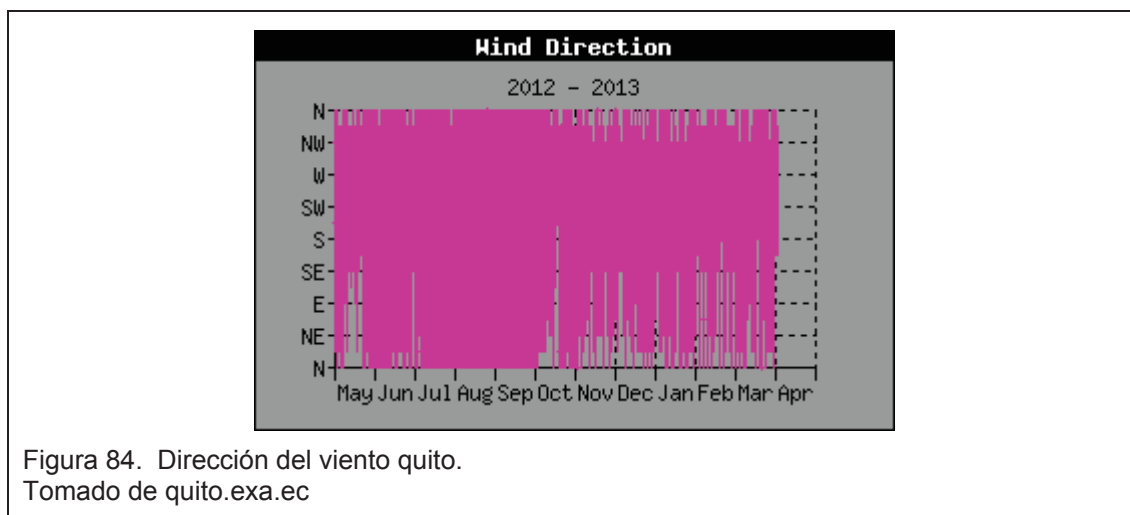 Wind Direction
2012 - 2013
N
NW
W
SW
S
SE
E
NE
N
May Jun Jul Aug Sep Oct Nov Dec Jan Feb Mar Apr
Figura 84. Dirección del viento quito.
Tomado de quito.exa.ec